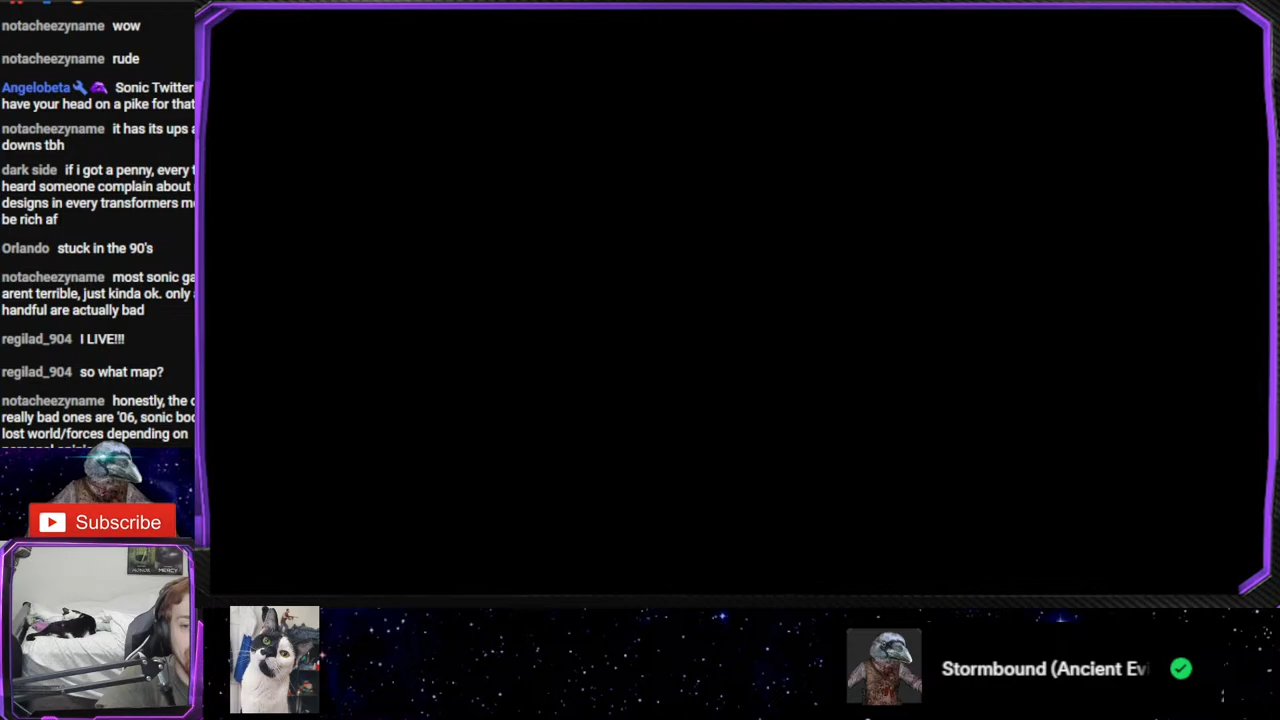 notacheezyname wow
notacheezyname rude
Angelobeta Sonic Twitter
have your head on a pike for that
notacheezyname it has its ups
downs tbh
dark side if i got a penny, every
heard someone complain about
designs in every transformers
be rich af
Orlando stuck in the 90's
notacheezyname most sonic
arent terrible, just kinda ok. only
handful are actually bad
regilad_904 I LIVE!!!
regilad_904 so what map?
notacheezyname honestly, the
really bad ones are '06, sonic
lost world/forces depending on
Subscribe
HONOR MERCY
Stormbound (Ancient